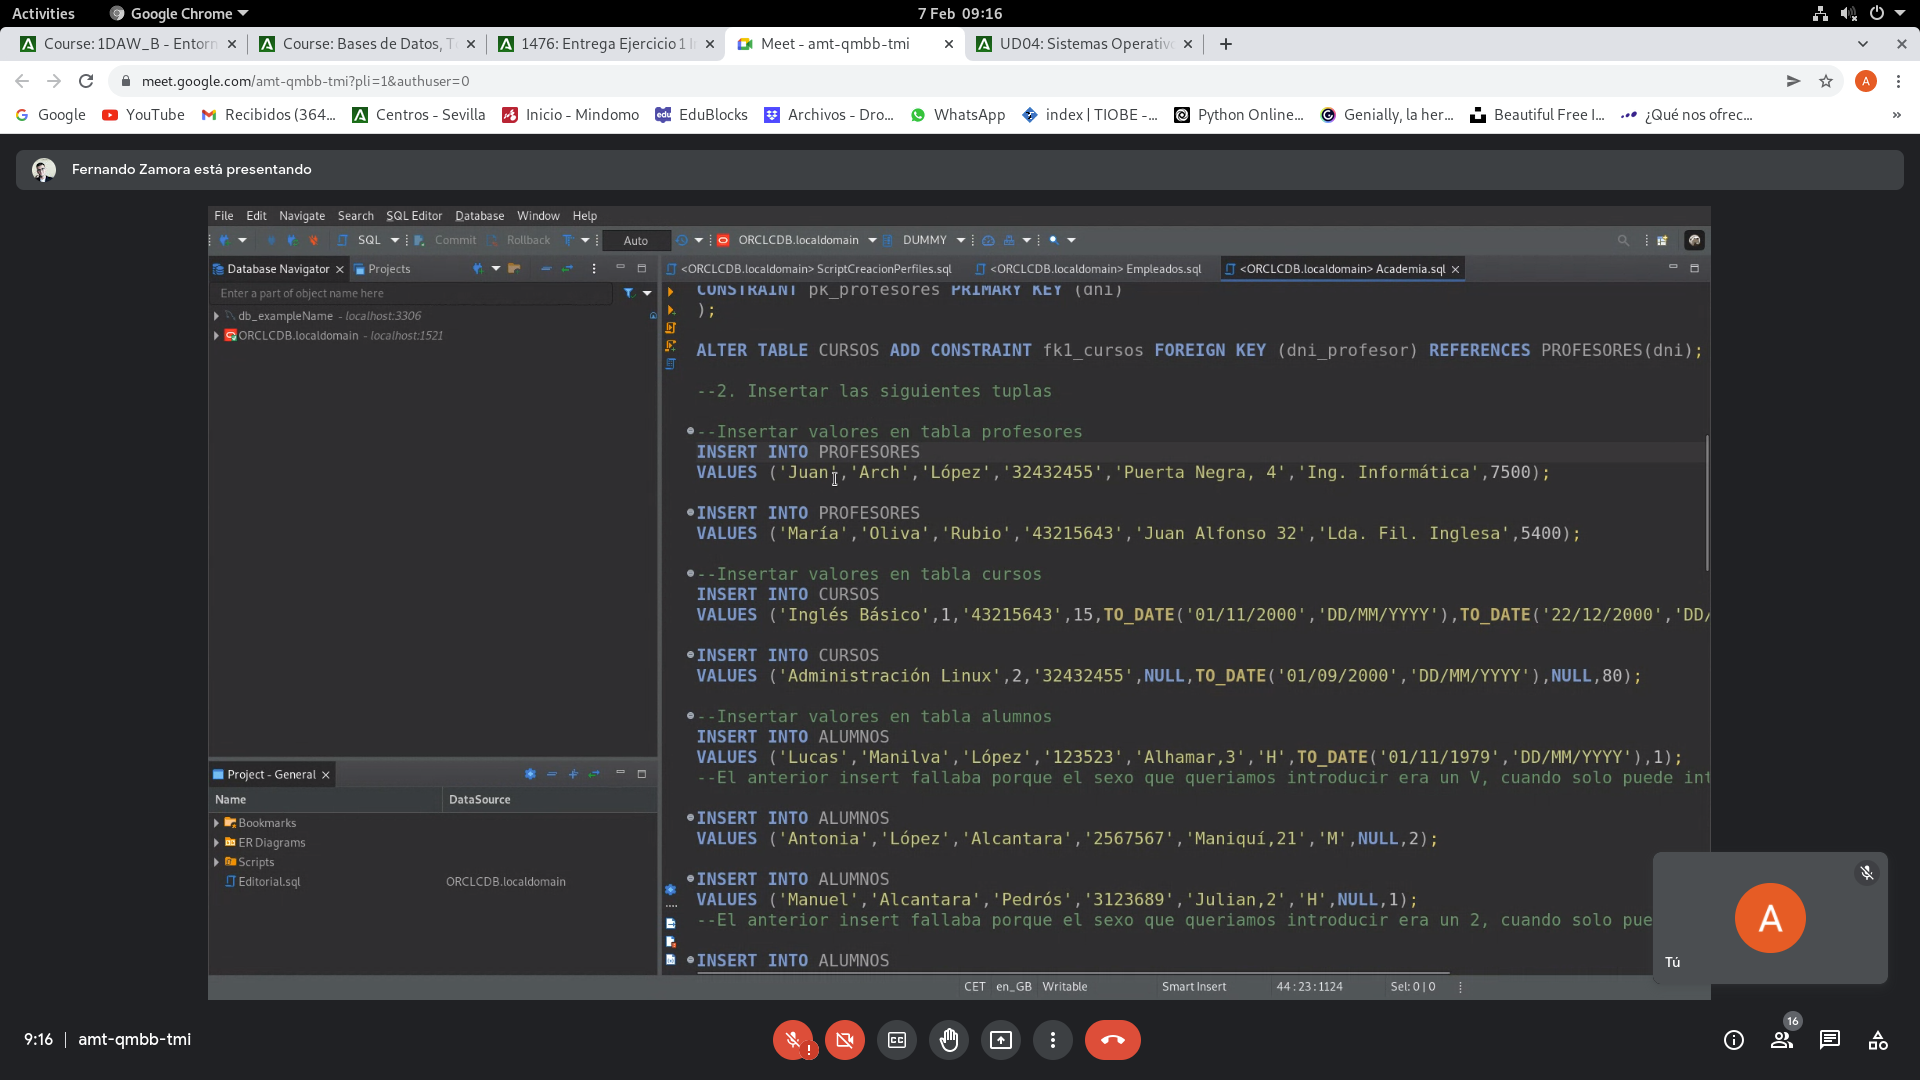 Activities
Google Chrome
7 Feb 09:16
Course: 1DAW_B - Entorn
Course: Bases de Datos, T
1476: Entrega Ejercicio 1 I
Meet - amt-qmbb-tmi
UD04: Sistemas Operativo
meet.google.com/amt-qmbb-tmi?pli=1&authuser=0
A
Google
YouTube
Recibidos (364...
Centros - Sevilla
Inicio - Mindomo
EduBlocks
Archivos - Dro...
WhatsApp
index | TIOBE -...
Python Online...
Genially, la her...
Beautiful Free I...
¿Qué nos ofrec...
»
Fernando Zamora está presentando
File Edit Navigate Search SQL Editor Database Window Help
SQL
Commit
Rollback
Auto
ORCLCDB.localdomain
DUMMY
Database Navigator
Projects
<ORCLCDB.localdomain> ScriptCreacionPerfiles.sql
<ORCLCDB.localdomain> Empleados.sql
<ORCLCDB.localdomain> Academia.sql
Enter a part of object name here
db_exampleName - localhost:3306
ORCLCDB.localdomain - localhost:1521
CONSTRAINT pk_profesores PRIMARY KEY (dni)
);
ALTER TABLE CURSOS ADD CONSTRAINT fk1_cursos FOREIGN KEY (dni_profesor) REFERENCES PROFESORES(dni);
--2. Insertar las siguientes tuplas
--Insertar valores en tabla profesores
INSERT INTO PROFESORES
VALUES ('Juan','Arch','López','32432455','Puerta Negra, 4','Ing. Informática',7500);
INSERT INTO PROFESORES
VALUES ('María','Oliva','Rubio','43215643','Juan Alfonso 32','Lda. Fil. Inglesa',5400);
--Insertar valores en tabla cursos
INSERT INTO CURSOS
VALUES ('Inglés Básico',1,'43215643',15,TO_DATE('01/11/2000','DD/MM/YYYY'),TO_DATE('22/12/2000','DD/
INSERT INTO CURSOS
VALUES ('Administración Linux',2,'32432455',NULL,TO_DATE('01/09/2000','DD/MM/YYYY'),NULL,80);
--Insertar valores en tabla alumnos
INSERT INTO ALUMNOS
VALUES ('Lucas','Manilva','López','123523','Alhamar,3','H',TO_DATE('01/11/1979','DD/MM/YYYY'),1);
--El anterior insert fallaba porque el sexo que queriamos introducir era un V, cuando solo puede int
INSERT INTO ALUMNOS
VALUES ('Antonia','López','Alcantara','2567567','Maniquí,21','M',NULL,2);
INSERT INTO ALUMNOS
VALUES ('Manuel','Alcantara','Pedrós','3123689','Julian,2','H',NULL,1);
--El anterior insert fallaba porque el sexo que queriamos introducir era un 2, cuando solo pue
INSERT INTO ALUMNOS
Project - General
Name
DataSource
Bookmarks
ER Diagrams
Scripts
Editorial.sql
ORCLCDB.localdomain
CET
en_GB
Writable
Smart Insert
44 : 23 : 1124
Sel: 0 | 0
A
Tú
9:16 | amt-qmbb-tmi
16